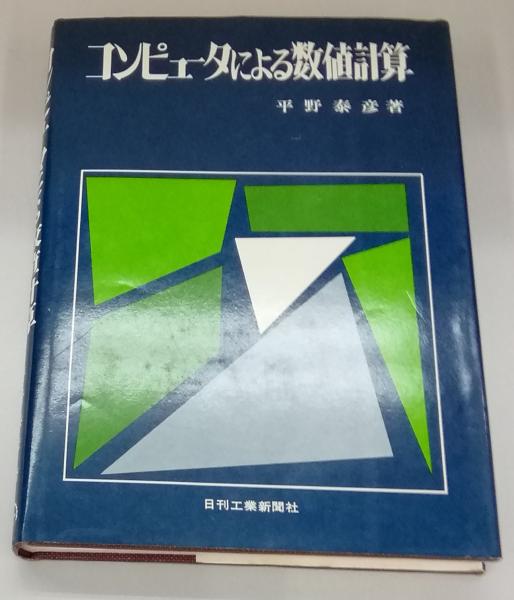 コンピュータによる数値計算
平野泰彦著
日刊工業新聞社